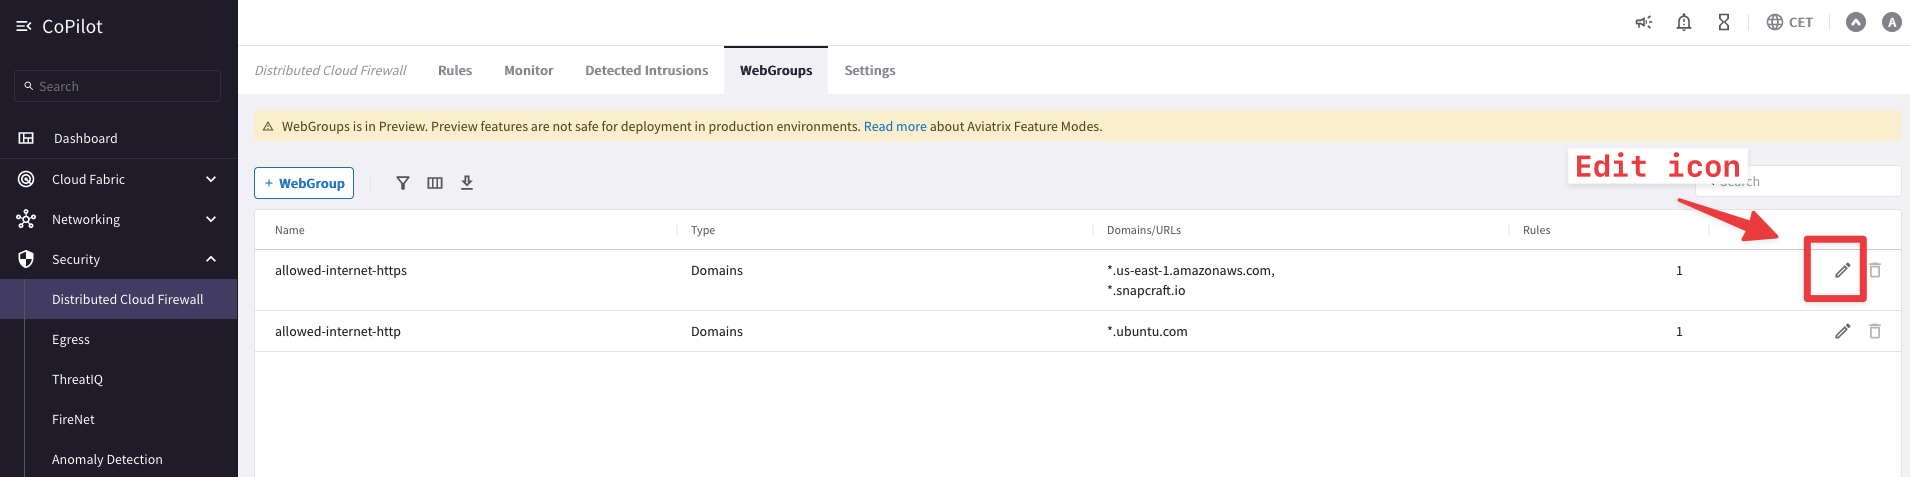 CoPilot
CET
A
Search
Distributed Cloud Firewall Rules Monitor Detected Intrusions WebGroups Settings
WebGroups is in Preview. Preview features are not safe for deployment in production environments. Read more about Aviatrix Feature Modes.
Dashboard
Cloud Fabric
Networking
Security
Distributed Cloud Firewall
Egress
ThreatIQ
FireNet
Anomaly Detection
Edit icon
+ WebGroup
Search
Name Type Domains/URLs Rules
allowed-internet-https Domains *.us-east-1.amazonaws.com, 1
*.snapcraft.io
allowed-internet-http Domains *.ubuntu.com 1